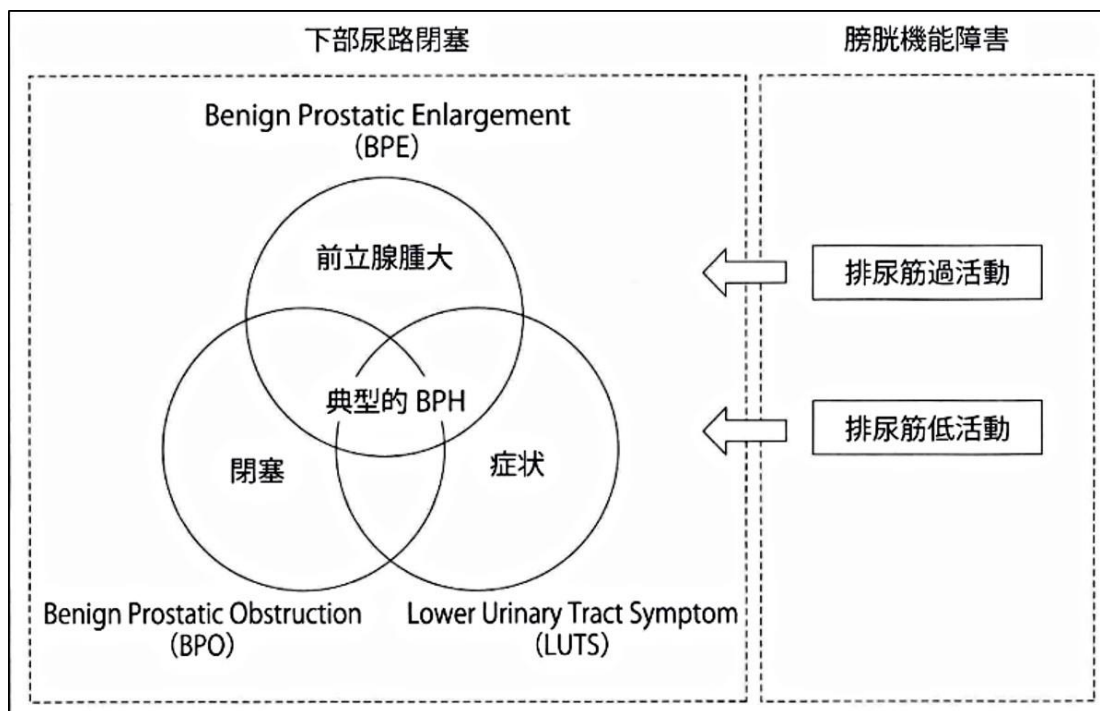 下部尿路閉塞
膀胱機能障害
Benign Prostatic Enlargement
(BPE)
前立腺腫大
典型的 BPH
閉塞
症状
Benign Prostatic Obstruction
(BPO)
Lower Urinary Tract Symptom
(LUTS)
排尿筋過活動
排尿筋低活動